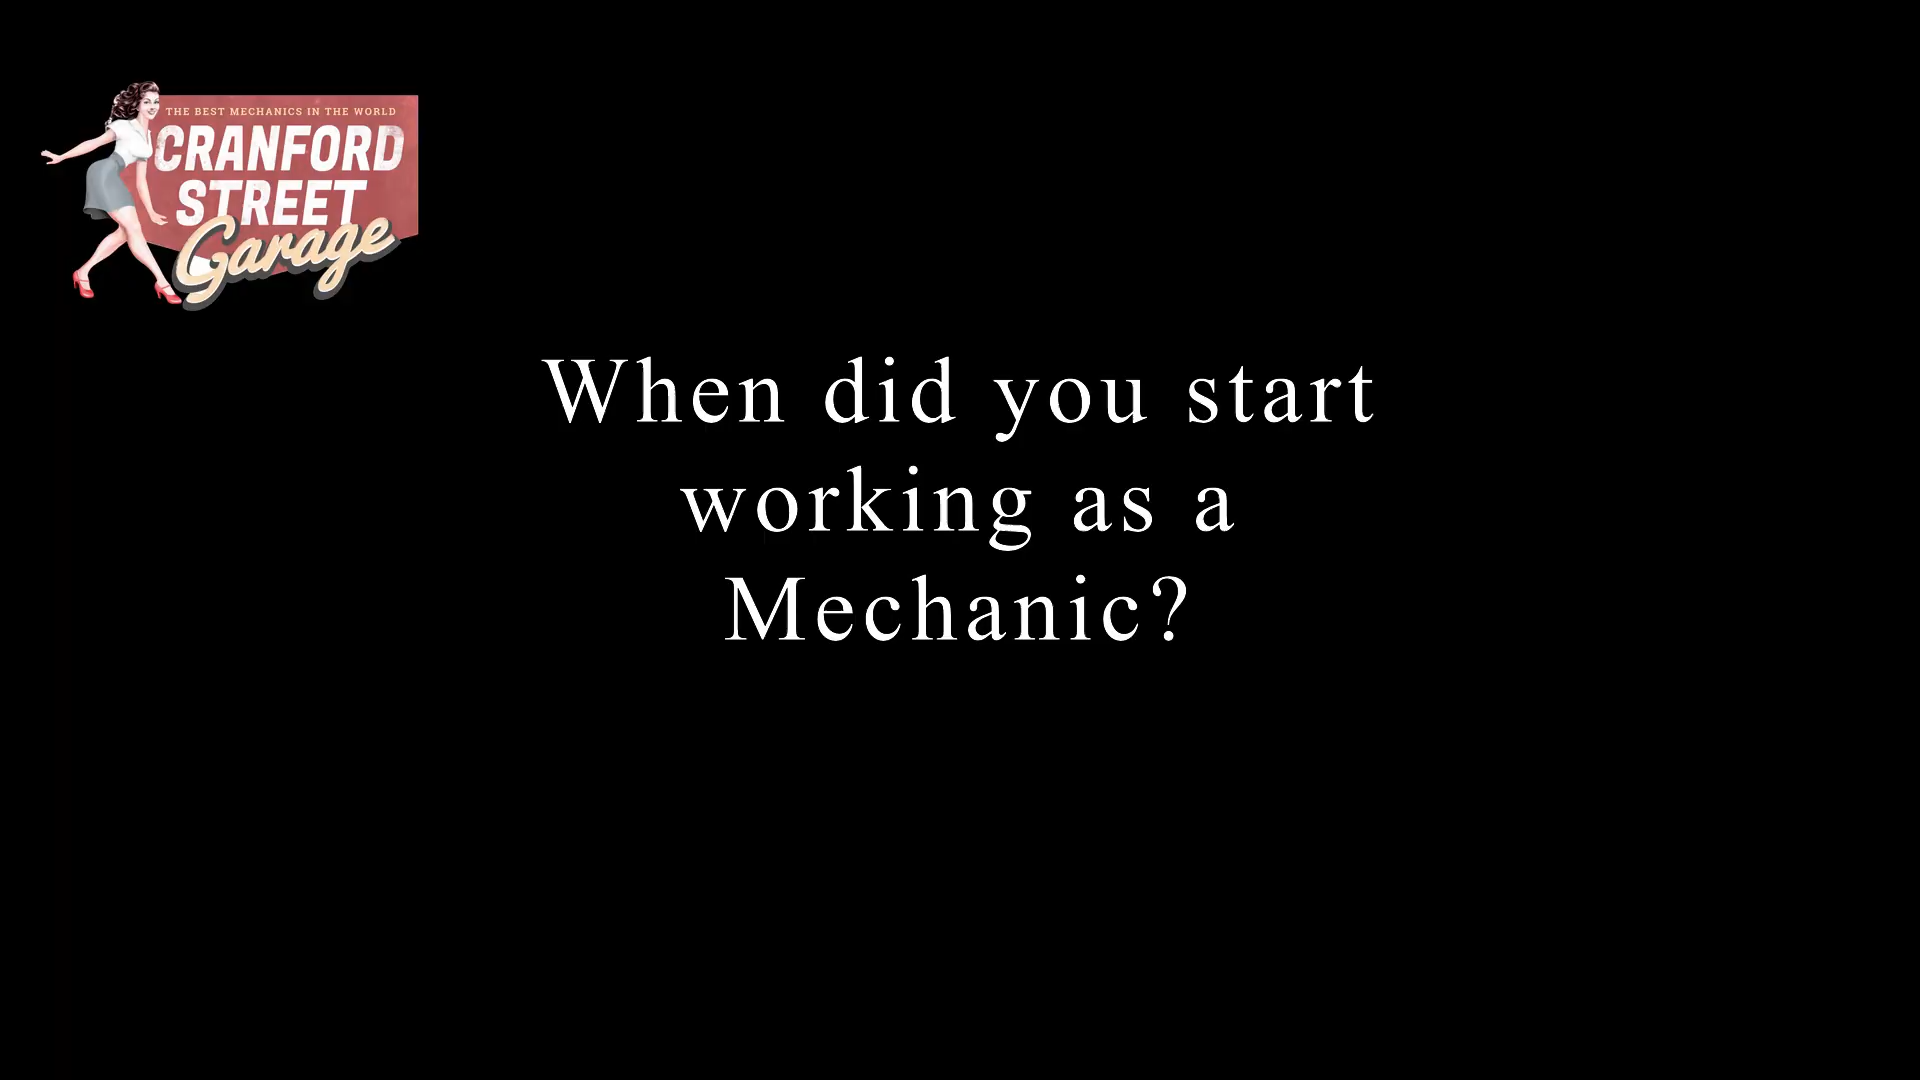 THE BEST MECHANICS IN THE WORLD
CRANFORD
STREET
Garage
When did you start
working as a
Mechanic?